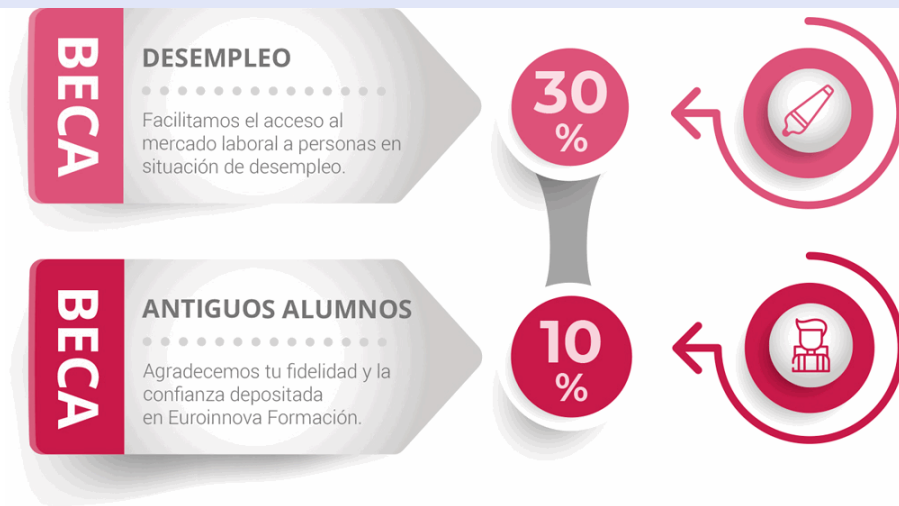 BECA
DESEMPLEO
Facilitamos el acceso al
mercado laboral a personas en
situación de desempleo.
30
%
BECA
ANTIGUOS ALUMNOS
Agradecemos tu fidelidad y la
confianza depositada
en Euroinnova Formación.
10
%